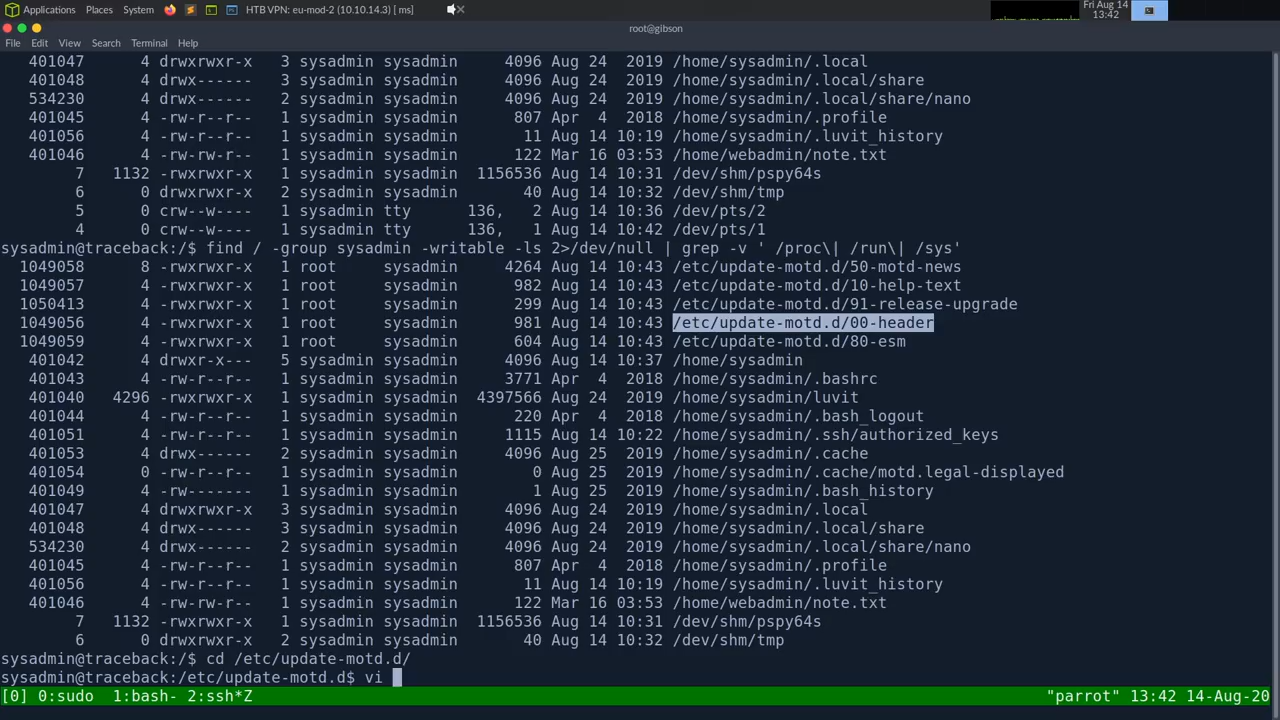 Applications Places System HTB VPN: eu-mod-2 (10.10.14.3) [ms] Fri Aug 14
13:42
root@gibson
File Edit View Search Terminal Help
401047 4 drwxrwxr-x 3 sysadmin sysadmin 4096 Aug 24 2019 /home/sysadmin/.local
401048 4 drwx------ 3 sysadmin sysadmin 4096 Aug 24 2019 /home/sysadmin/.local/share
534230 4 drwx------ 2 sysadmin sysadmin 4096 Aug 24 2019 /home/sysadmin/.local/share/nano
401045 4 -rw-r--r-- 1 sysadmin sysadmin 807 Apr 4 2018 /home/sysadmin/.profile
401056 4 -rw-r--r-- 1 sysadmin sysadmin 11 Aug 14 10:19 /home/sysadmin/.luvit_history
401046 4 -rw-rw-r-- 1 sysadmin sysadmin 122 Mar 16 03:53 /home/webadmin/note.txt
7 1132 -rwxrwxr-x 1 sysadmin sysadmin 1156536 Aug 14 10:31 /dev/shm/pspy64s
6 0 drwxrwxr-x 2 sysadmin sysadmin 40 Aug 14 10:32 /dev/shm/tmp
5 0 crw--w---- 1 sysadmin tty 136, 2 Aug 14 10:36 /dev/pts/2
4 0 crw--w---- 1 sysadmin tty 136, 1 Aug 14 10:42 /dev/pts/1
sysadmin@traceback:/$ find / -group sysadmin -writable -ls 2>/dev/null | grep -v ' /proc\| /run\| /sys'
1049058 8 -rwxrwxr-x 1 root sysadmin 4264 Aug 14 10:43 /etc/update-motd.d/50-motd-news
1049057 4 -rwxrwxr-x 1 root sysadmin 982 Aug 14 10:43 /etc/update-motd.d/10-help-text
1050413 4 -rwxrwxr-x 1 root sysadmin 299 Aug 14 10:43 /etc/update-motd.d/91-release-upgrade
1049056 4 -rwxrwxr-x 1 root sysadmin 981 Aug 14 10:43 /etc/update-motd.d/00-header
1049059 4 -rwxrwxr-x 1 root sysadmin 604 Aug 14 10:43 /etc/update-motd.d/80-esm
401042 4 drwxr-x--- 5 sysadmin sysadmin 4096 Aug 14 10:37 /home/sysadmin
401043 4 -rw-r--r-- 1 sysadmin sysadmin 3771 Apr 4 2018 /home/sysadmin/.bashrc
401040 4296 -rwxrwxr-x 1 sysadmin sysadmin 4397566 Aug 24 2019 /home/sysadmin/luvit
401044 4 -rw-r--r-- 1 sysadmin sysadmin 220 Apr 4 2018 /home/sysadmin/.bash_logout
401051 4 -rw-r--r-- 1 sysadmin sysadmin 1115 Aug 14 10:22 /home/sysadmin/.ssh/authorized_keys
401053 4 drwx------ 2 sysadmin sysadmin 4096 Aug 25 2019 /home/sysadmin/.cache
401054 0 -rw-r--r-- 1 sysadmin sysadmin 0 Aug 25 2019 /home/sysadmin/.cache/motd.legal-displayed
401049 4 -rw------- 1 sysadmin sysadmin 1 Aug 25 2019 /home/sysadmin/.bash_history
401047 4 drwxrwxr-x 3 sysadmin sysadmin 4096 Aug 24 2019 /home/sysadmin/.local
401048 4 drwx------ 3 sysadmin sysadmin 4096 Aug 24 2019 /home/sysadmin/.local/share
534230 4 drwx------ 2 sysadmin sysadmin 4096 Aug 24 2019 /home/sysadmin/.local/share/nano
401045 4 -rw-r--r-- 1 sysadmin sysadmin 807 Apr 4 2018 /home/sysadmin/.profile
401056 4 -rw-r--r-- 1 sysadmin sysadmin 11 Aug 14 10:19 /home/sysadmin/.luvit_history
401046 4 -rw-rw-r-- 1 sysadmin sysadmin 122 Mar 16 03:53 /home/webadmin/note.txt
7 1132 -rwxrwxr-x 1 sysadmin sysadmin 1156536 Aug 14 10:31 /dev/shm/pspy64s
6 0 drwxrwxr-x 2 sysadmin sysadmin 40 Aug 14 10:32 /dev/shm/tmp
sysadmin@traceback:/$ cd /etc/update-motd.d/
sysadmin@traceback:/etc/update-motd.d$ vi
[0] 0:sudo 1:bash- 2:ssh*Z "parrot" 13:42 14-Aug-20